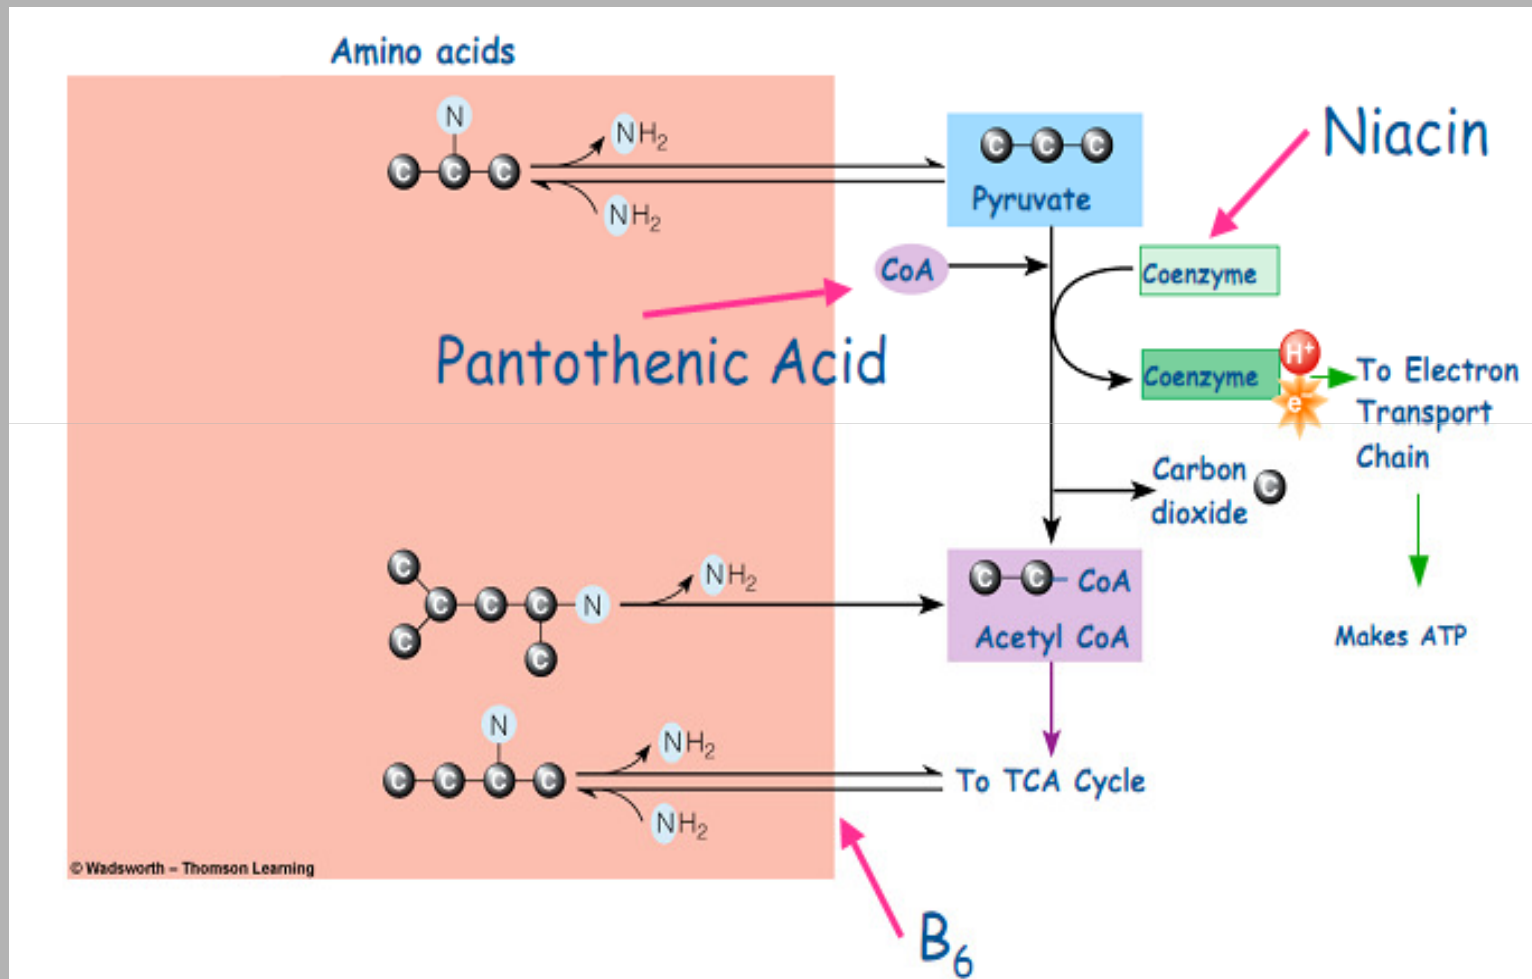 Amino acids
N
NH2
C C C
NH2
C C C
Pyruvate
Niacin
CoA
Coenzyme
Pantothenic Acid
Coenzyme
H+
e
To Electron
Transport
Chain
Carbon
dioxide
C
Makes ATP
C
C C C N
C
C
NH2
C C CoA
Acetyl CoA
N
C C C C
NH2
NH2
To TCA Cycle
© Wadsworth – Thomson Learning
B6